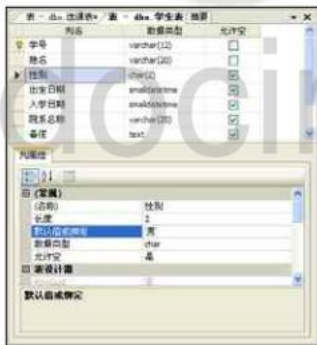 表 - dbo.选课表* 表 - dbo.学生表: 摘要
列名 数据类型 允许空
学号 varchar(12)
姓名 varchar(20)
性别 char(2)
出生日期 smalldatetime
入学日期 smalldatetime
院系名称 varchar(20)
备注 text
docin
列属性
(常规)
(名称) 性别
长度 2
默认值或绑定 男
数据类型 char
允许空 是
表设计器
默认值或绑定